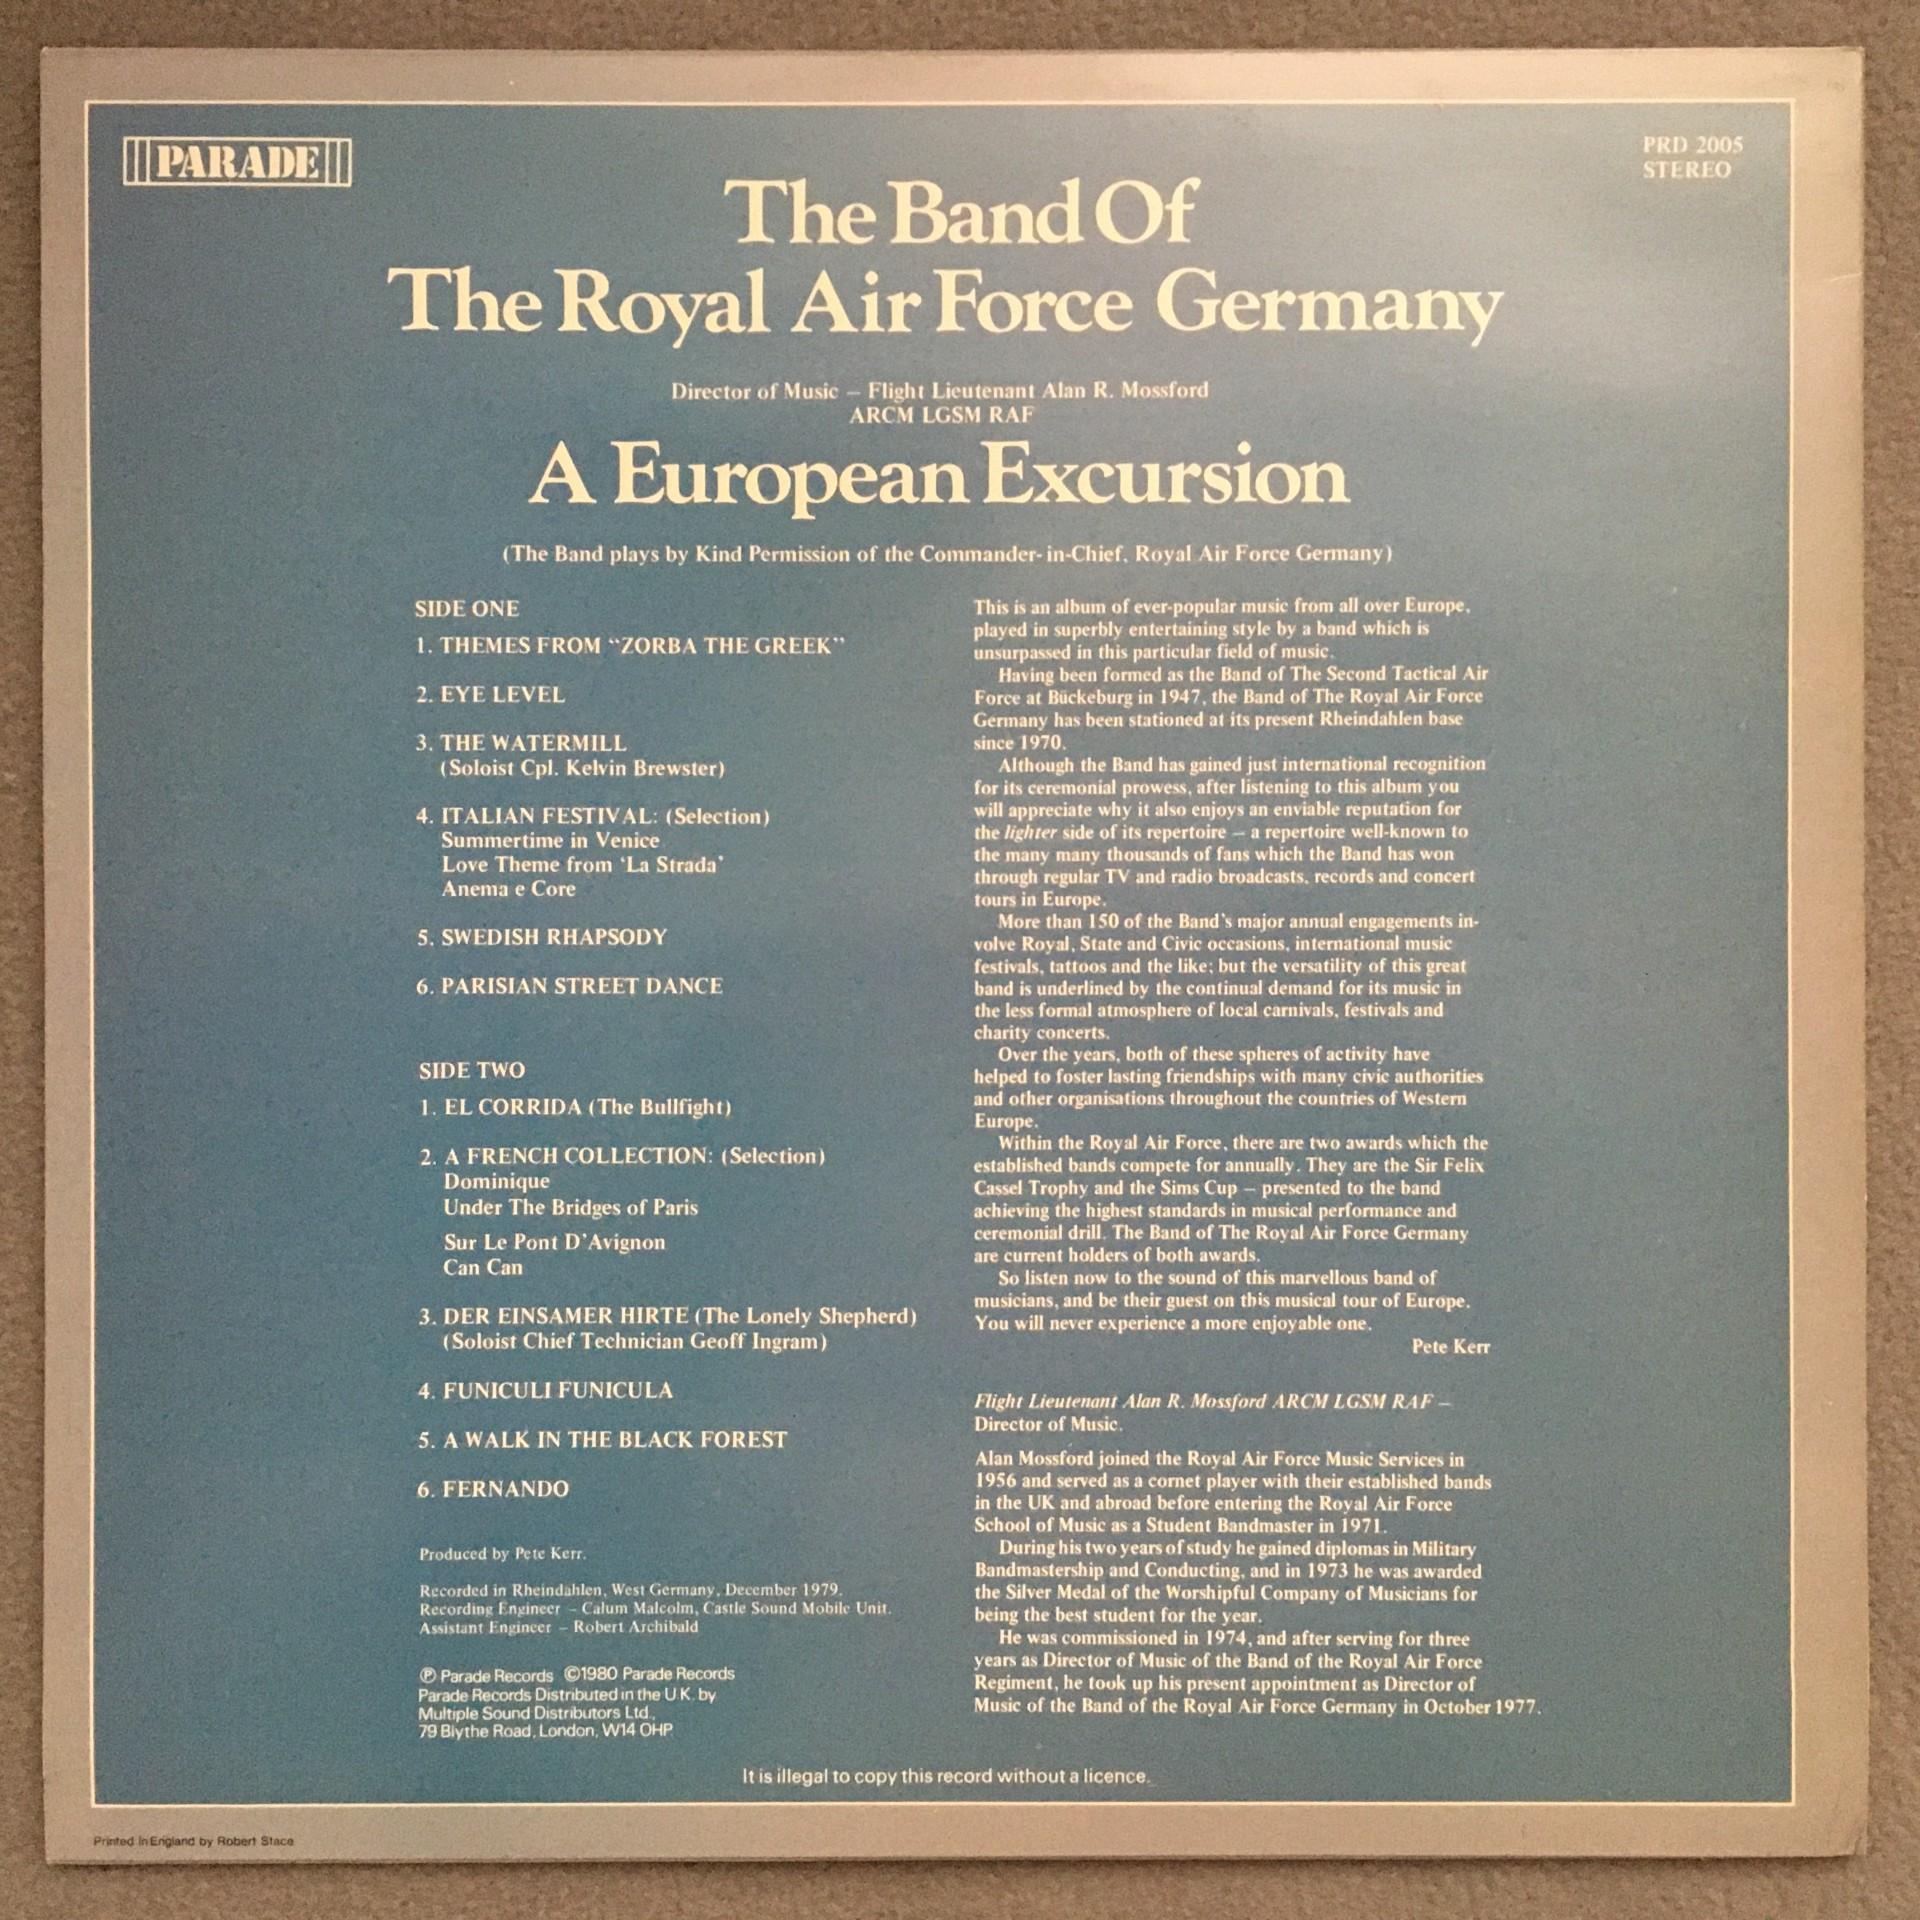 PARADE
PRD 2005
STEREO
The Band Of
The Royal Air Force Germany
Director of Music – Flight Lieutenant Alan R. Mossford
ARCM LGSM RAF
A European Excursion
(The Band plays by Kind Permission of the Commander-in-Chief, Royal Air Force Germany)
SIDE ONE
1. THEMES FROM “ZORBA THE GREEK”
2. EYE LEVEL
3. THE WATERMILL
(Soloist Cpl. Kelvin Brewster)
4. ITALIAN FESTIVAL: (Selection)
Summertime in Venice
Love Theme from ‘La Strada’
Anema e Core
5. SWEDISH RHAPSODY
6. PARISIAN STREET DANCE
SIDE TWO
1. EL CORRIDA (The Bullfight)
2. A FRENCH COLLECTION: (Selection)
Dominique
Under The Bridges of Paris
Sur Le Pont D’Avignon
Can Can
3. DER EINSAMER HIRTE (The Lonely Shepherd)
(Soloist Chief Technician Geoff Ingram)
4. FUNICULI FUNICULA
5. A WALK IN THE BLACK FOREST
6. FERNANDO
Produced by Pete Kerr.
Recorded in Rheindahlen, West Germany, December 1979.
Recording Engineer – Calum Malcolm, Castle Sound Mobile Unit.
Assistant Engineer – Robert Archibald
℗ Parade Records ©1980 Parade Records
Parade Records Distributed in the U.K. by
Multiple Sound Distributors Ltd.,
79 Blythe Road, London, W14 OHP
This is an album of ever-popular music from all over Europe,
played in superbly entertaining style by a band which is
unsurpassed in this particular field of music.
Having been formed as the Band of The Second Tactical Air
Force at Bückeburg in 1947, the Band of The Royal Air Force
Germany has been stationed at its present Rheindahlen base
since 1970.
Although the Band has gained just international recognition
for its ceremonial prowess, after listening to this album you
will appreciate why it also enjoys an enviable reputation for
the lighter side of its repertoire – a repertoire well-known to
the many many thousands of fans which the Band has won
through regular TV and radio broadcasts, records and concert
tours in Europe.
More than 150 of the Band’s major annual engagements in-
volve Royal, State and Civic occasions, international music
festivals, tattoos and the like; but the versatility of this great
band is underlined by the continual demand for its music in
the less formal atmosphere of local carnivals, festivals and
charity concerts.
Over the years, both of these spheres of activity have
helped to foster lasting friendships with many civic authorities
and other organisations throughout the countries of Western
Europe.
Within the Royal Air Force, there are two awards which the
established bands compete for annually. They are the Sir Felix
Cassel Trophy and the Sims Cup – presented to the band
achieving the highest standards in musical performance and
ceremonial drill. The Band of The Royal Air Force Germany
are current holders of both awards.
So listen now to the sound of this marvellous band of
musicians, and be their guest on this musical tour of Europe.
You will never experience a more enjoyable one.
Pete Kerr
Flight Lieutenant Alan R. Mossford ARCM LGSM RAF –
Director of Music.
Alan Mossford joined the Royal Air Force Music Services in
1956 and served as a cornet player with their established bands
in the UK and abroad before entering the Royal Air Force
School of Music as a Student Bandmaster in 1971.
During his two years of study he gained diplomas in Military
Bandmastership and Conducting, and in 1973 he was awarded
the Silver Medal of the Worshipful Company of Musicians for
being the best student for the year.
He was commissioned in 1974, and after serving for three
years as Director of Music of the Band of the Royal Air Force
Regiment, he took up his present appointment as Director of
Music of the Band of the Royal Air Force Germany in October 1977.
It is illegal to copy this record without a licence.
Printed In England by Robert Stace